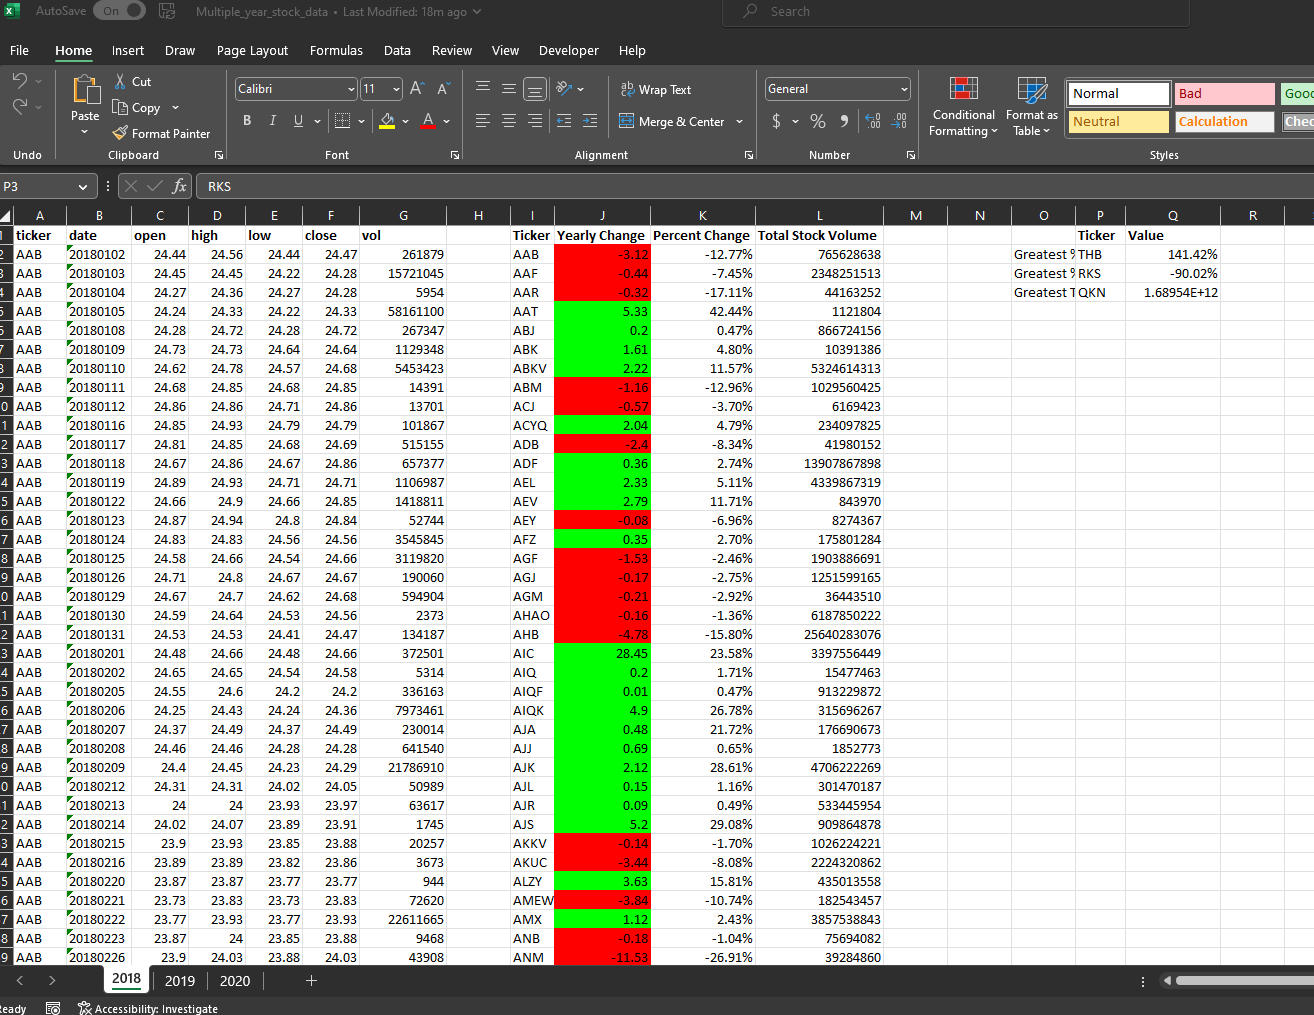 AutoSave On Multiple_year_stock_data • Last Modified: 18m ago Search
File Home Insert Draw Page Layout Formulas Data Review View Developer Help
Cut
Copy
Format Painter
Paste
Calibri 11
B I U
Wrap Text
Merge & Center
General
$ %
Conditional Formatting
Format as Table
Normal Bad Good
Neutral Calculation Chec
Undo Clipboard Font Alignment Number Styles
P3 fx RKS
A B C D E F G H I J K L M N O P Q R
1 ticker date open high low close vol Ticker Yearly Change Percent Change Total Stock Volume Ticker Value
2 AAB 20180102 24.44 24.56 24.44 24.47 261879 AAB -3.12 -12.77% 765628638 Greatest % THB 141.42%
3 AAB 20180103 24.45 24.45 24.22 24.28 15721045 AAF -0.44 -7.45% 2348251513 Greatest % RKS -90.02%
4 AAB 20180104 24.27 24.36 24.27 24.28 5954 AAR -0.32 -17.11% 44163252 Greatest T QKN 1.68954E+12
5 AAB 20180105 24.24 24.33 24.22 24.33 58161100 AAT 5.33 42.44% 1121804
6 AAB 20180108 24.28 24.72 24.28 24.72 267347 ABJ 0.2 0.47% 866724156
7 AAB 20180109 24.73 24.73 24.64 24.64 1129348 ABK 1.61 4.80% 10391386
8 AAB 20180110 24.62 24.78 24.57 24.68 5453423 ABKV 2.22 11.57% 5324614313
9 AAB 20180111 24.68 24.85 24.68 24.85 14391 ABM -1.16 -12.96% 1029560425
0 AAB 20180112 24.86 24.86 24.71 24.86 13701 ACJ -0.57 -3.70% 6169423
1 AAB 20180116 24.85 24.93 24.79 24.79 101867 ACYQ 2.04 4.79% 234097825
2 AAB 20180117 24.81 24.85 24.68 24.69 515155 ADB -2.4 -8.34% 41980152
3 AAB 20180118 24.67 24.86 24.67 24.86 657377 ADF 0.36 2.74% 13907867898
4 AAB 20180119 24.89 24.93 24.71 24.71 1106987 AEL 2.33 5.11% 4339867319
5 AAB 20180122 24.66 24.9 24.66 24.85 1418811 AEV 2.79 11.71% 843970
6 AAB 20180123 24.87 24.94 24.8 24.84 52744 AEY -0.08 -6.96% 8274367
7 AAB 20180124 24.83 24.83 24.56 24.56 3545845 AFZ 0.35 2.70% 175801284
8 AAB 20180125 24.58 24.66 24.54 24.66 3119820 AGF -1.53 -2.46% 1903886691
9 AAB 20180126 24.71 24.8 24.67 24.67 190060 AGJ -0.17 -2.75% 1251599165
0 AAB 20180129 24.67 24.7 24.62 24.68 594904 AGM -0.21 -2.92% 36443510
1 AAB 20180130 24.59 24.64 24.53 24.56 2373 AHAO -0.16 -1.36% 6187850222
2 AAB 20180131 24.53 24.53 24.41 24.47 134187 AHB -4.78 -15.80% 25640283076
3 AAB 20180201 24.48 24.66 24.48 24.66 372501 AIC 28.45 23.58% 3397556449
4 AAB 20180202 24.65 24.65 24.54 24.58 5314 AIQ 0.2 1.71% 15477463
5 AAB 20180205 24.55 24.6 24.2 24.2 336163 AIQF 0.01 0.47% 913229872
6 AAB 20180206 24.25 24.43 24.24 24.36 7973461 AIQK 4.9 26.78% 315696267
7 AAB 20180207 24.37 24.49 24.37 24.49 230014 AJA 0.48 21.72% 176690673
8 AAB 20180208 24.46 24.46 24.28 24.28 641540 AJJ 0.69 0.65% 1852773
9 AAB 20180209 24.4 24.45 24.23 24.29 21786910 AJK 2.12 28.61% 4706222269
0 AAB 20180212 24.31 24.31 24.02 24.05 50989 AJL 0.15 1.16% 301470187
1 AAB 20180213 24 24 23.93 23.97 63617 AJR 0.09 0.49% 533445954
2 AAB 20180214 24.02 24.07 23.89 23.91 1745 AJS 5.2 29.08% 909864878
3 AAB 20180215 23.9 23.93 23.85 23.88 20257 AKKV -0.14 -1.70% 1026224221
4 AAB 20180216 23.89 23.89 23.82 23.86 3673 AKUC -3.44 -8.08% 2224320862
5 AAB 20180220 23.87 23.87 23.77 23.77 944 ALZY 3.63 15.81% 435013558
6 AAB 20180221 23.73 23.83 23.73 23.83 72620 AMEW -3.84 -10.74% 182543457
7 AAB 20180222 23.77 23.93 23.77 23.93 22611665 AMX 1.12 2.43% 3857538843
8 AAB 20180223 23.87 24 23.85 23.88 9468 ANB -0.18 -1.04% 75694082
9 AAB 20180226 23.9 24.03 23.88 24.03 43908 ANM -11.53 -26.91% 39284860
2018 2019 2020
eady Accessibility: Investigate